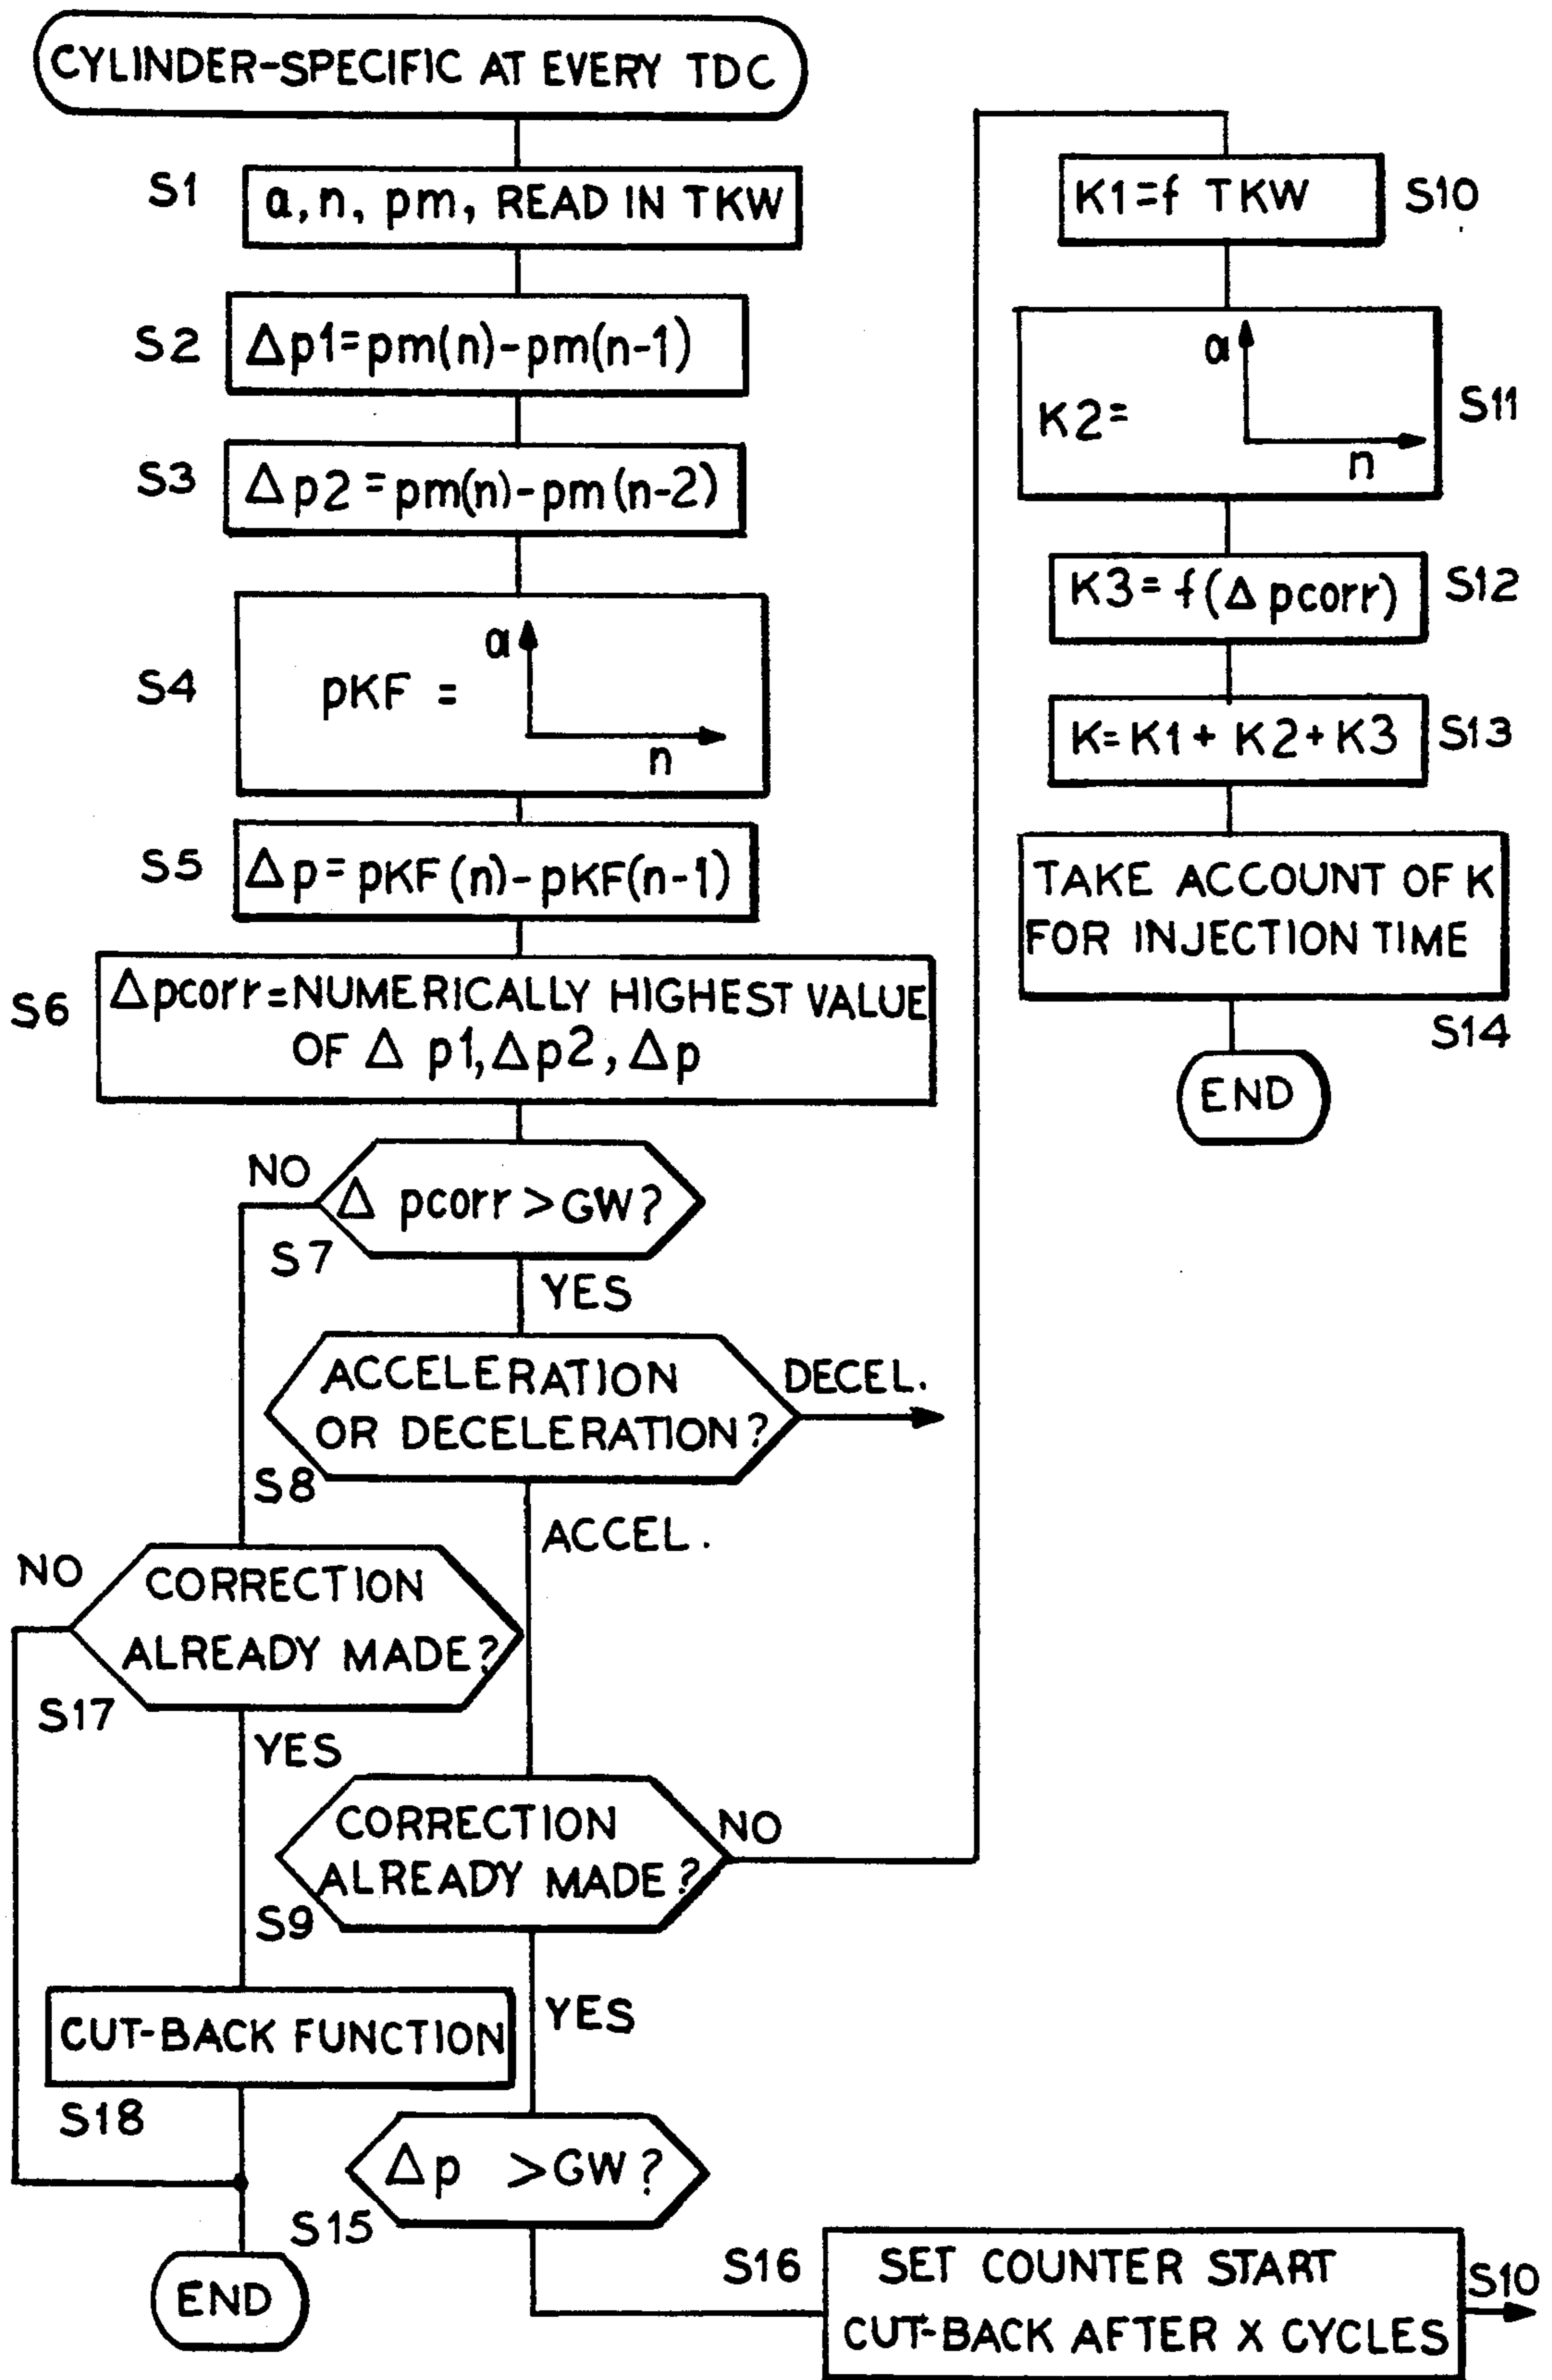 CYLINDER-SPECIFIC AT EVERY TDC
S1
a, n, pm, READ IN TKW
S2
Δp1=pm(n)-pm(n-1)
S3
Δp2=pm(n)-pm(n-2)
S4
α
pKF =
n
S5
Δp=pKF(n)-pKF(n-1)
S6
Δpcorr=NUMERICALLY HIGHEST VALUE
OF Δ p1, Δp2, Δp
NO
Δ pcorr>GW?
S7
YES
ACCELERATION
OR DECELERATION?
DECEL.
S8
ACCEL.
NO
CORRECTION
ALREADY MADE?
S17
YES
CORRECTION
ALREADY MADE?
NO
S9
YES
CUT-BACK FUNCTION
S18
Δp >GW?
S15
END
S16
SET COUNTER START
CUT-BACK AFTER X CYCLES
S10
K1=f TKW
S10
α
K2=
n
S11
K3=f(Δ pcorr)
S12
K=K1+ K2+K3
S13
TAKE ACCOUNT OF K
FOR INJECTION TIME
S14
END